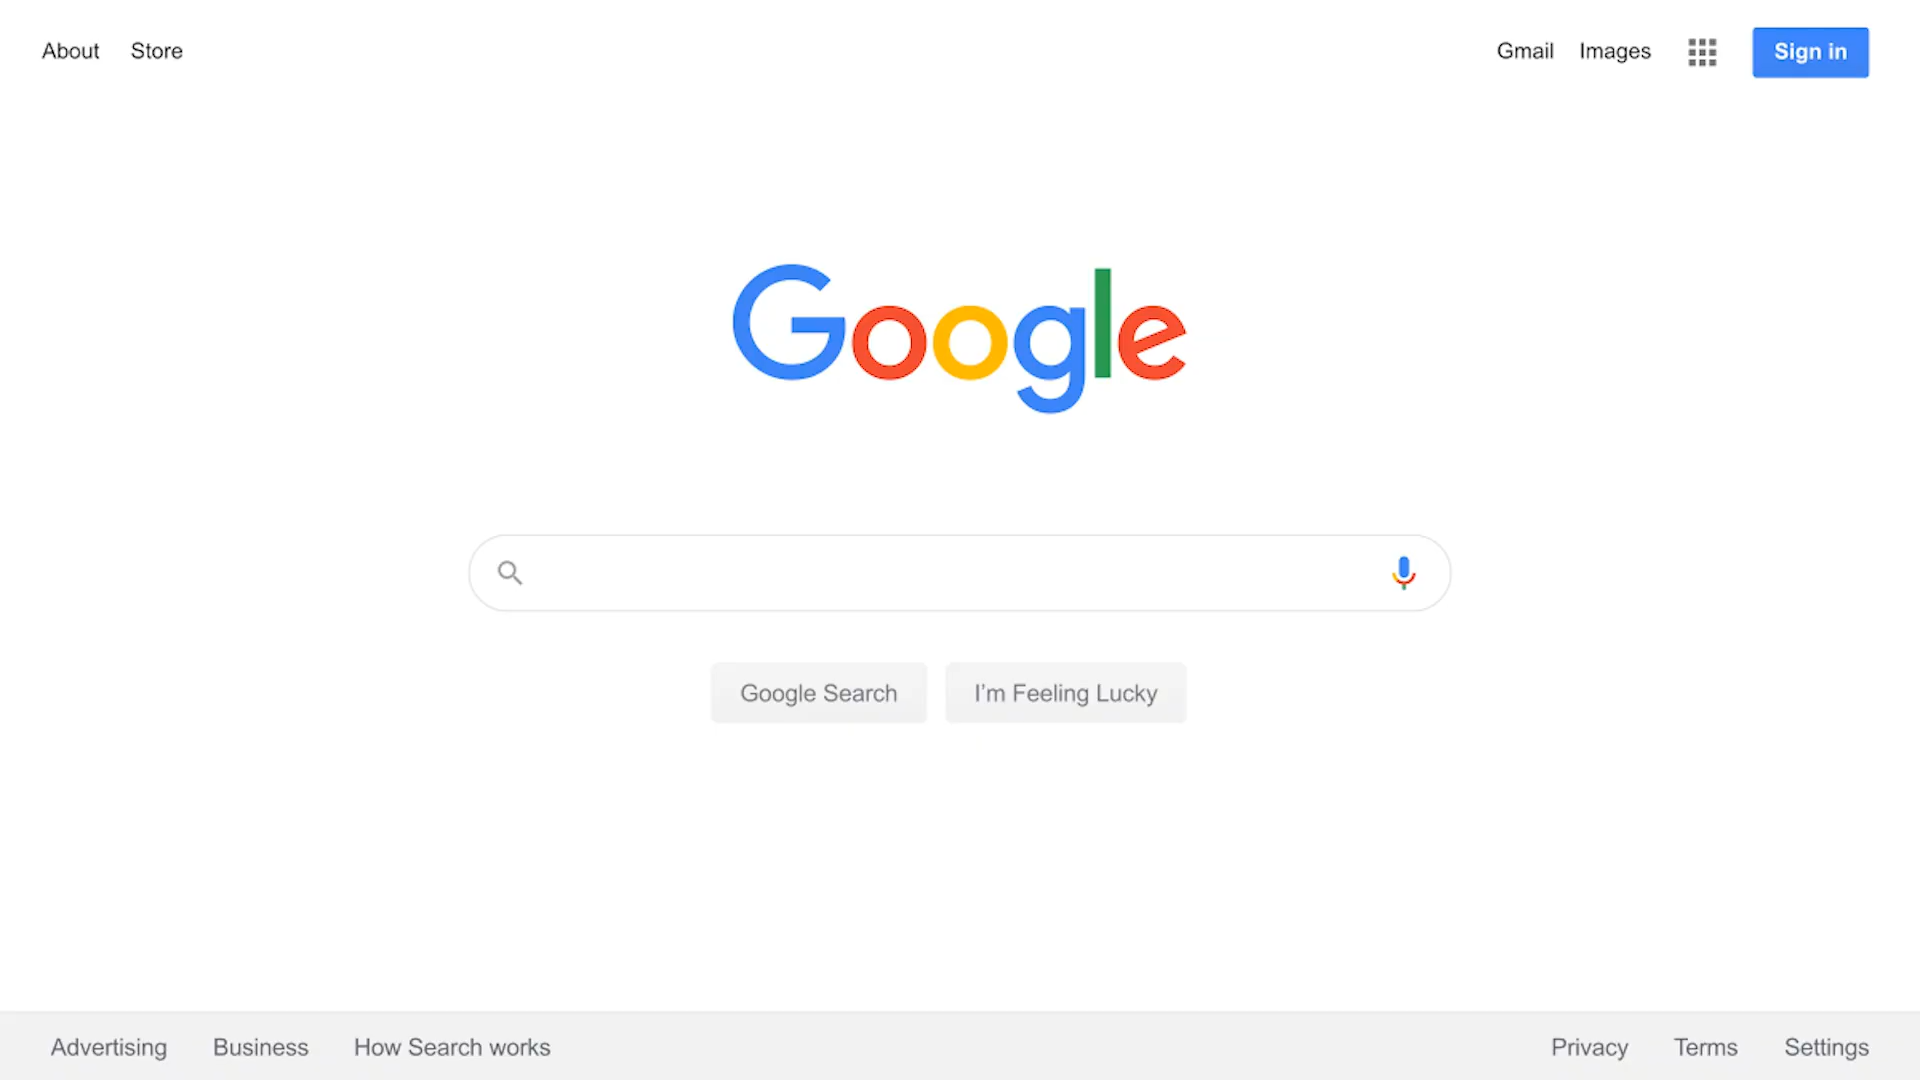 About Store Gmail Images Sign in
Google
Google Search I’m Feeling Lucky
Advertising Business How Search works Privacy Terms Settings